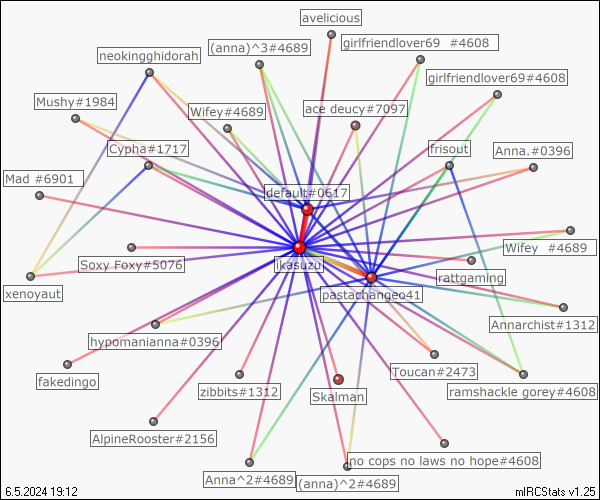 avelicious
(anna)^3#4689
girlfriendlover69 #4608
neokingghidorah
girlfriendlover69#4608
Mushy#1984
Wifey#4689
ace deucy#7097
Cypha#1717
frisout
Anna.#0396
Mad #6901
default#0617
Wifey #4689
Soxy Foxy#5076
ikasuzu
rattgaming
xenoyaut
pastachangeo41
Annarchist#1312
hypomanianna#0396
Toucan#2473
fakedingo
zibbits#1312
Skalman
ramshackle gorey#4608
AlpineRooster#2156
no cops no laws no hope#4608
Anna^2#4689
(anna)^2#4689
6.5.2024 19:12
mIRCStats v1.25